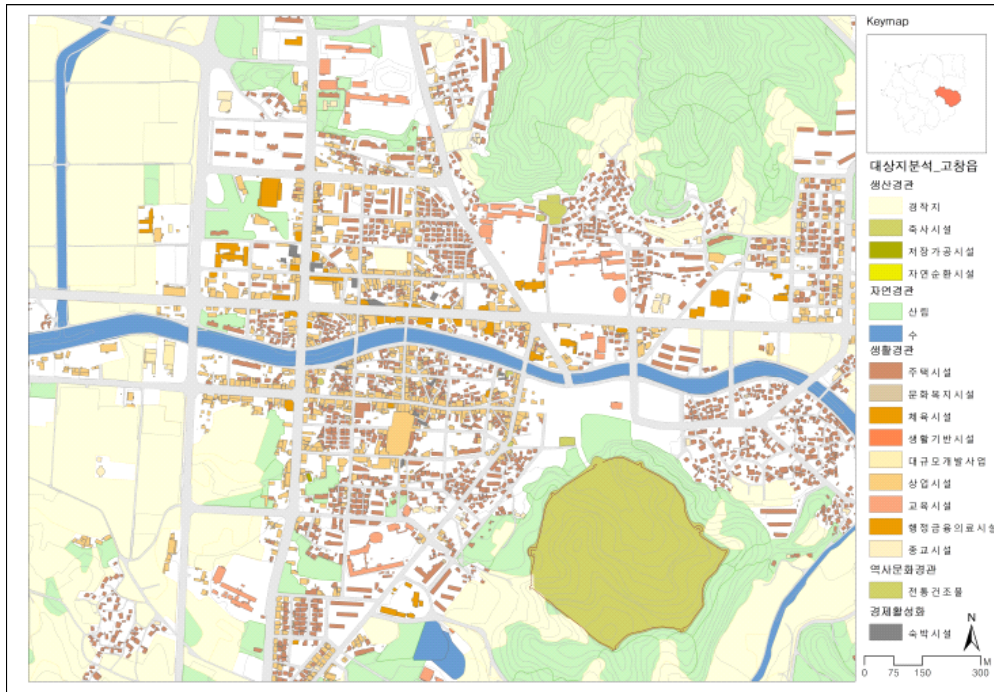 Keymap
대상지분석_고창읍
생산경관
경작지
축사시설
저장가공시설
자연순환시설
자연경관
산림
수
생활경관
주택시설
문화복지시설
체육시설
생활기반시설
대규모개발사업
상업시설
교육시설
행정금융의료시설
종교시설
역사문화경관
전통건조물
경제활성화
숙박시설
N
M
0 75 150 300